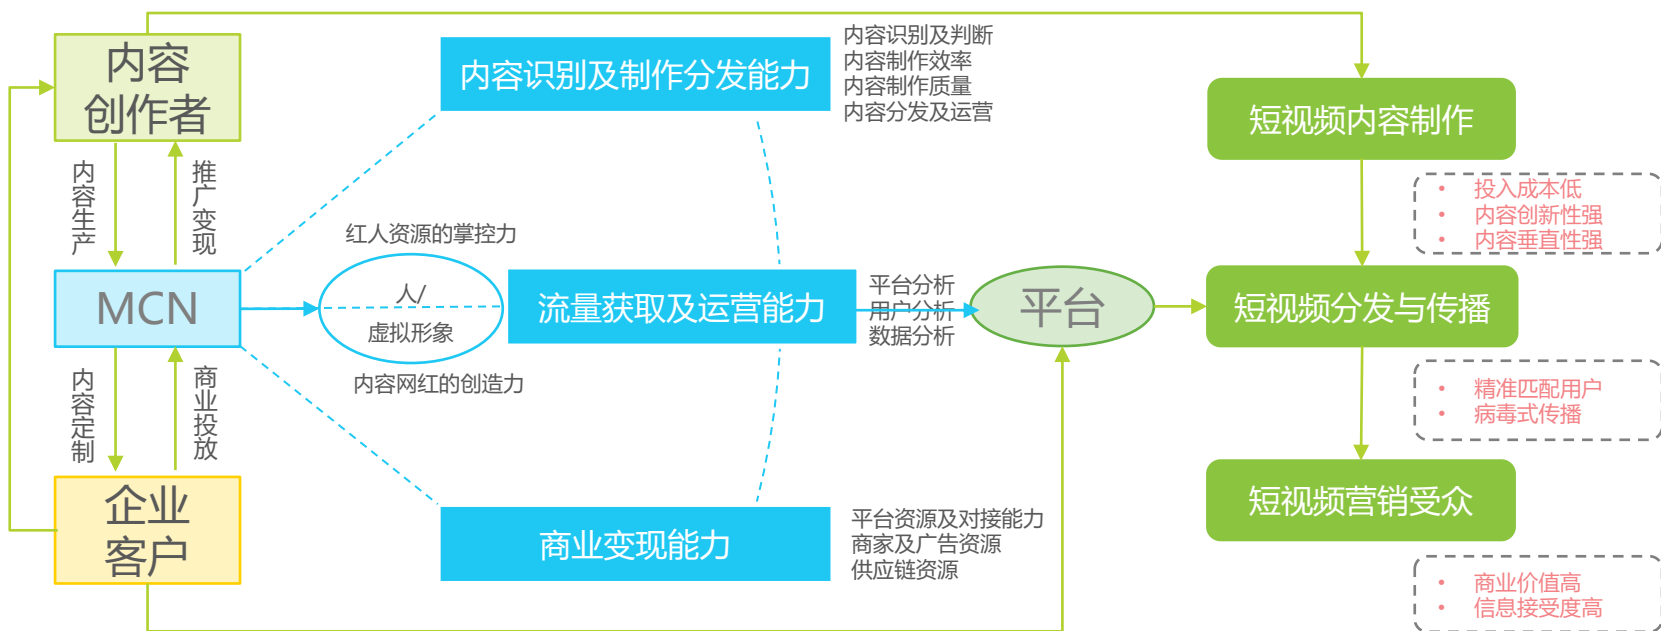 内容
创作者
内容生产
推广变现
MCN
内容定制
商业投放
企业
客户
内容识别及制作分发能力
内容识别及判断
内容制作效率
内容制作质量
内容分发及运营
红人资源的掌控力
人/
虚拟形象
内容网红的创造力
流量获取及运营能力
平台分析
用户分析
数据分析
商业变现能力
平台资源及对接能力
商家及广告资源
供应链资源
平台
短视频内容制作
• 投入成本低
• 内容创新性强
• 内容垂直性强
短视频分发与传播
• 精准匹配用户
• 病毒式传播
短视频营销受众
• 商业价值高
• 信息接受度高